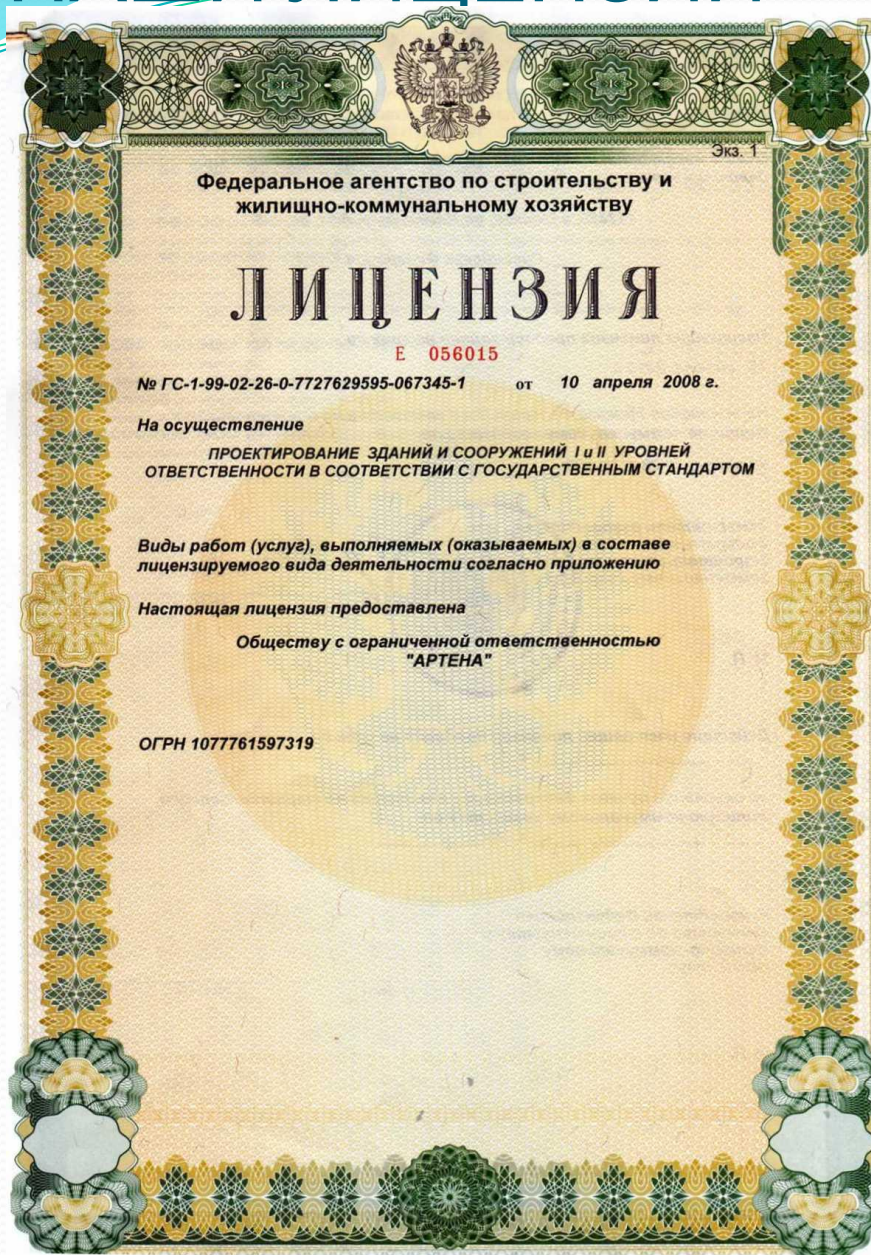 Экз. 1
Федеральное агентство по строительству и
жилищно-коммунальному хозяйству
ЛИЦЕНЗИЯ
Е 056015
№ ГС-1-99-02-26-0-7727629595-067345-1 от 10 апреля 2008 г.
На осуществление
ПРОЕКТИРОВАНИЕ ЗДАНИЙ И СООРУЖЕНИЙ I и II УРОВНЕЙ
ОТВЕТСТВЕННОСТИ В СООТВЕТСТВИИ С ГОСУДАРСТВЕННЫМ СТАНДАРТОМ
Виды работ (услуг), выполняемых (оказываемых) в составе
лицензируемого вида деятельности согласно приложению
Настоящая лицензия предоставлена
Обществу с ограниченной ответственностью
"АРТЕНА"
ОГРН 1077761597319